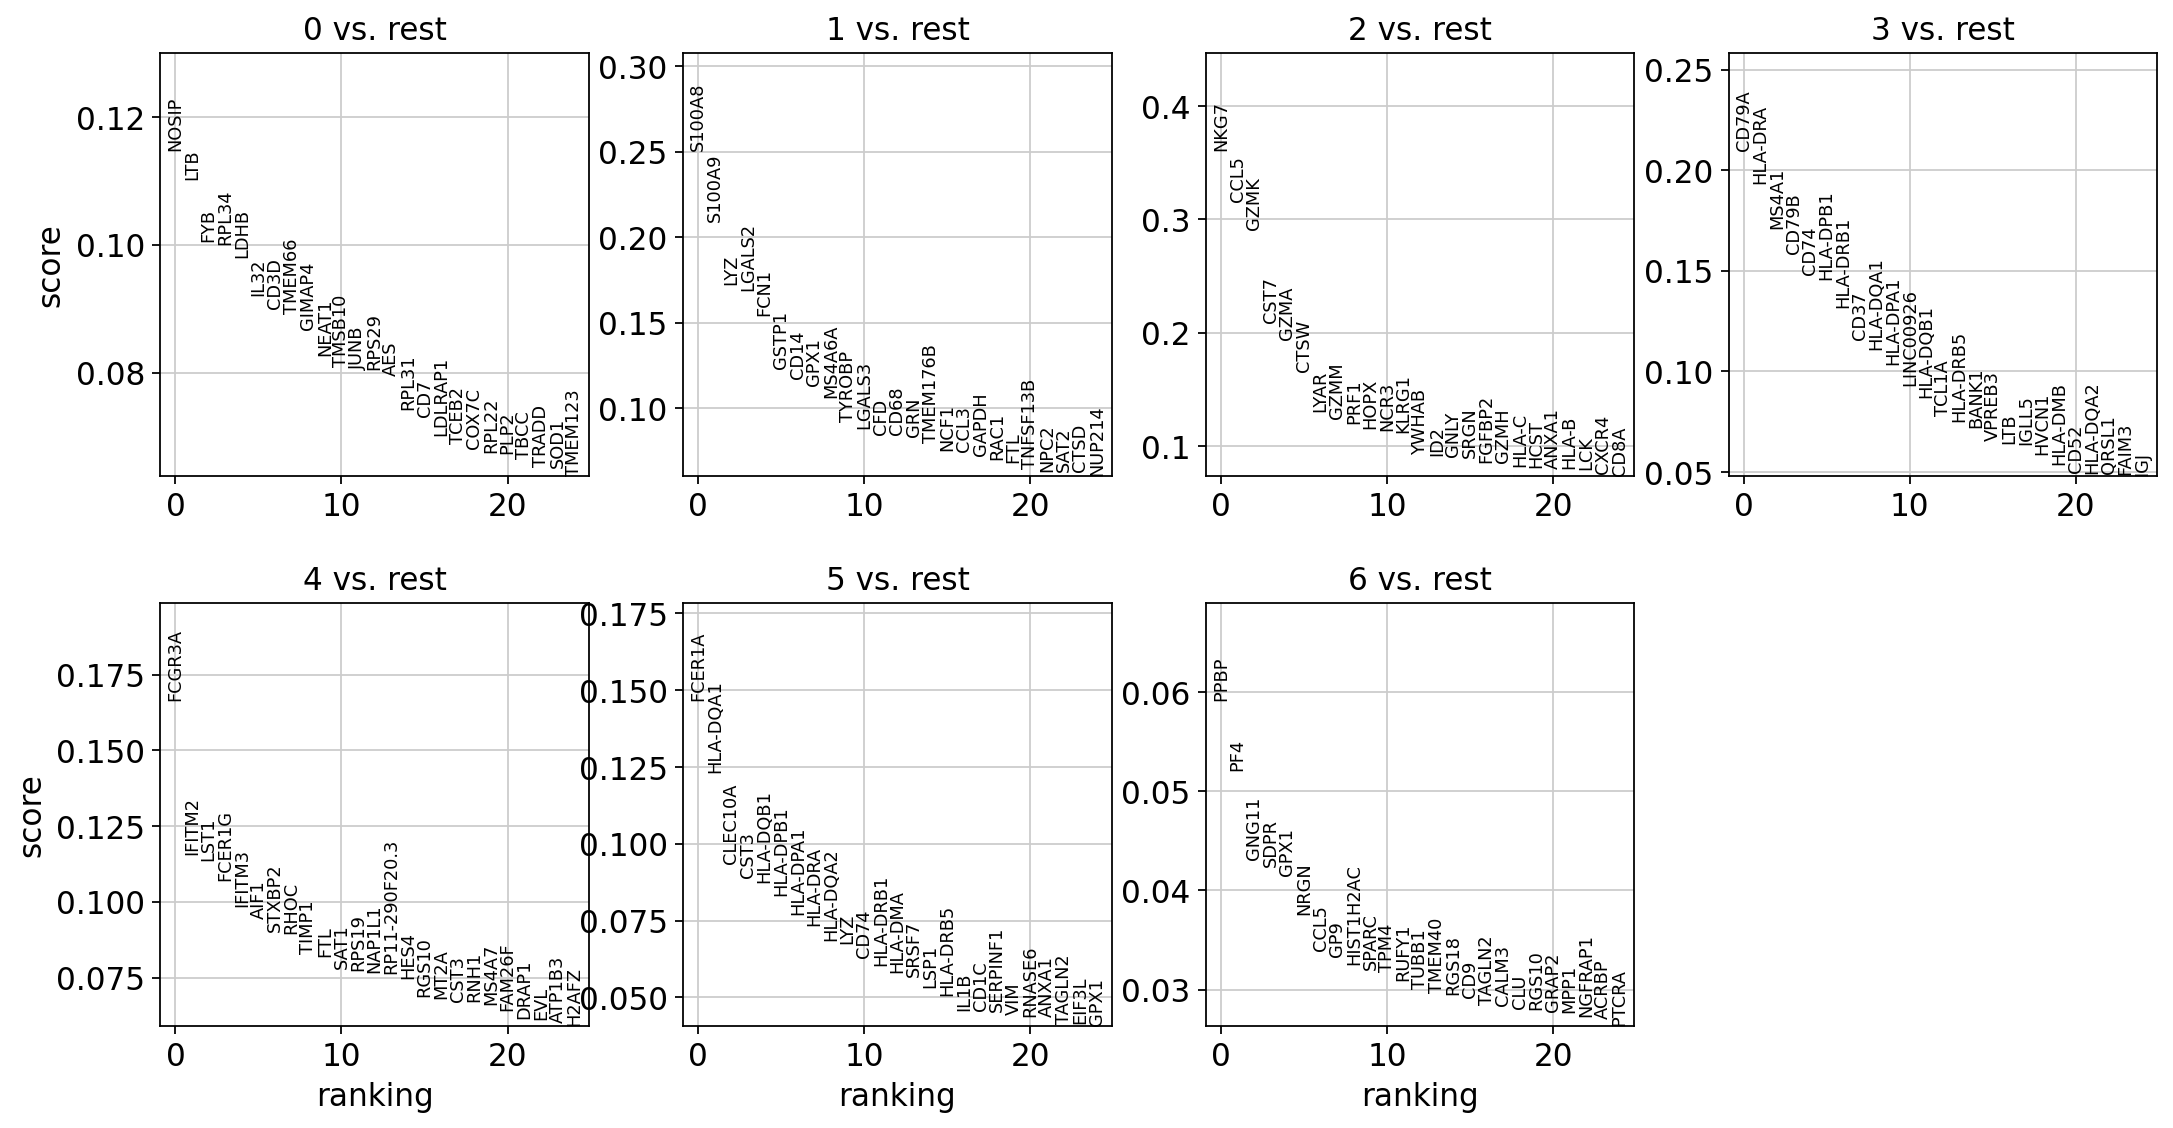 0 vs. rest
score
0.12
0.10
0.08
0 10 20
NOSIP
LTB
FYB
RPL34
LDHB
IL32
CD3D
TMEM66
GIMAP4
NEAT1
TMSB10
JUNB
RPS29
AES
RPL31
CD7
LDLRAP1
TCEB2
COX7C
RPL22
PLP2
TBCC
TRADD
SOD1
TMEM123
1 vs. rest
0.30
0.25
0.20
0.15
0.10
0 10 20
S100A8
S100A9
LYZ
LGALS2
FCN1
GSTP1
CD14
GPX1
MS4A6A
TYROBP
LGALS3
CFD
CD68
GRN
TMEM176B
NCF1
CCL3
GAPDH
RAC1
FTL
TNFSF13B
NPC2
SAT2
CTSD
NUP214
2 vs. rest
0.4
0.3
0.2
0.1
0 10 20
NKG7
CCL5
GZMK
CST7
GZMA
CTSW
LYAR
GZMM
PRF1
HOPX
NCR3
KLRG1
YWHAB
ID2
GNLY
SRGN
FGFBP2
GZMH
HLA-C
HCST
ANXA1
HLA-B
LCK
CXCR4
CD8A
3 vs. rest
0.25
0.20
0.15
0.10
0.05
0 10 20
CD79A
HLA-DRA
MS4A1
CD79B
CD74
HLA-DPB1
HLA-DRB1
CD37
HLA-DQA1
HLA-DPA1
LINC00926
HLA-DQB1
TCL1A
HLA-DRB5
BANK1
VPREB3
LTB
IGLL5
HVCN1
HLA-DMB
CD52
HLA-DQA2
QRSL1
FAIM3
IGJ
4 vs. rest
score
0.175
0.150
0.125
0.100
0.075
0 10 20
ranking
FCGR3A
IFITM2
LST1
FCER1G
IFITM3
AIF1
STXBP2
RHOC
TIMP1
FTL
SAT1
RPS19
NAP1L1
RP11-290F20.3
HES4
RGS10
MT2A
CST3
RNH1
MS4A7
FAM26F
DRAP1
EVL
ATP1B3
H2AFZ
5 vs. rest
0.175
0.150
0.125
0.100
0.075
0.050
0 10 20
ranking
FCER1A
HLA-DQA1
CLEC10A
CST3
HLA-DQB1
HLA-DPB1
HLA-DPA1
HLA-DRA
HLA-DQA2
LYZ
CD74
HLA-DRB1
HLA-DMA
SRSF7
LSP1
HLA-DRB5
IL1B
CD1C
SERPINF1
VIM
RNASE6
ANXA1
TAGLN2
EIF3L
GPX1
6 vs. rest
0.06
0.05
0.04
0.03
0 10 20
ranking
PPBP
PF4
GNG11
SDPR
GPX1
NRGN
CCL5
GP9
HIST1H2AC
SPARC
TPM4
RUFY1
TUBB1
TMEM40
RGS18
CD9
TAGLN2
CALM3
CLU
RGS10
GRAP2
MPP1
NGFRAP1
ACRBP
PTCRA